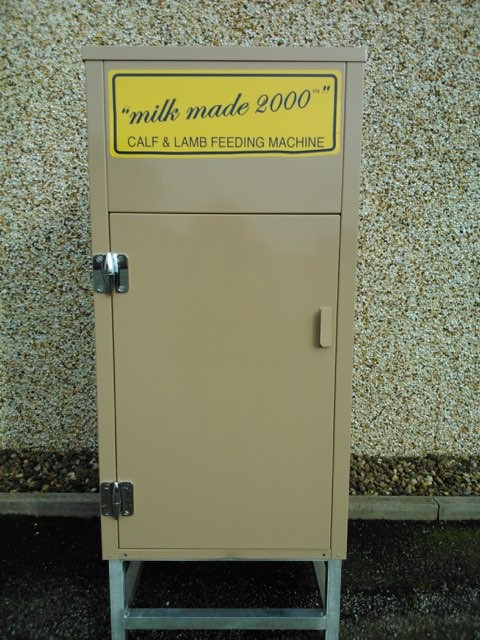 "milk made 2000™"
CALF & LAMB FEEDING MACHINE